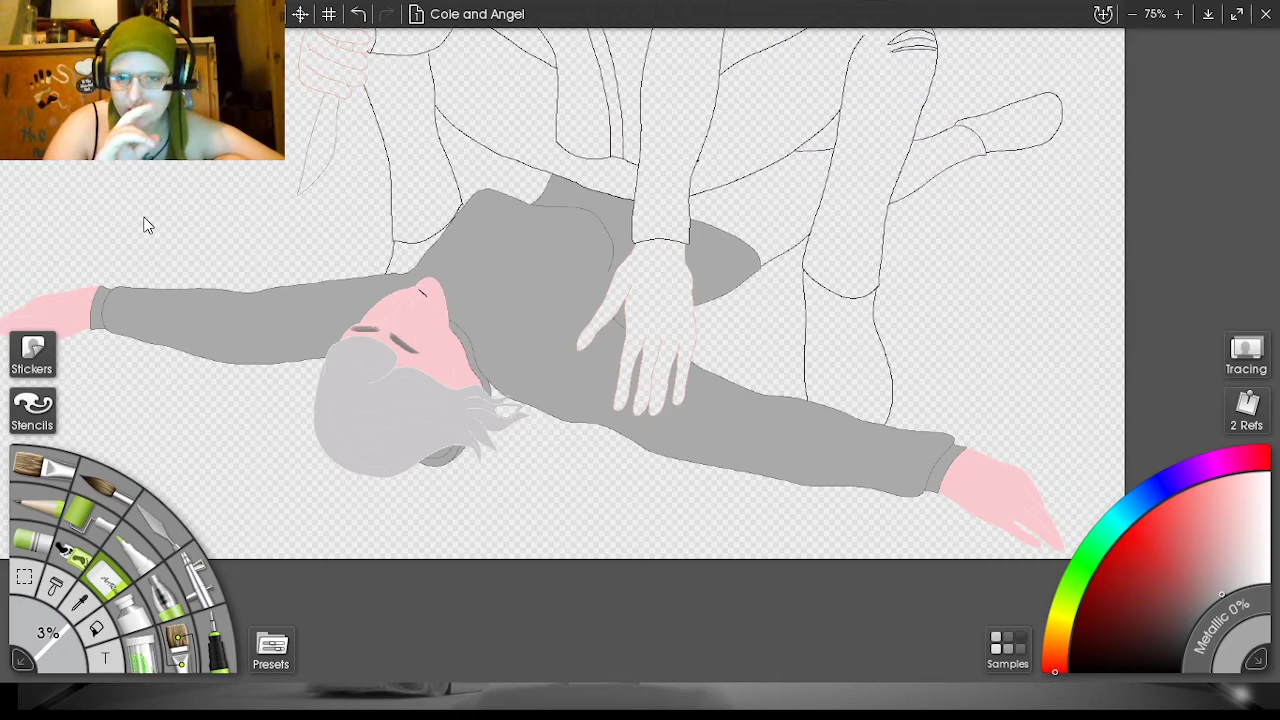 Cole and Angel
75%
Stickers
Stencils
Tracing
2 Refs
3%
T
Presets
Samples
Metallic 0%